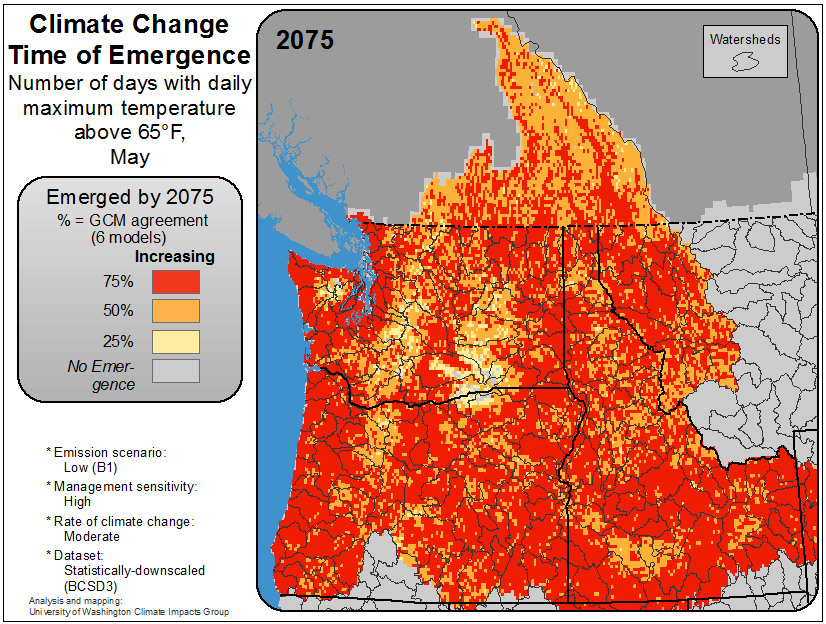 Climate Change
Time of Emergence
Number of days with daily
maximum temperature
above 65°F,
May
Emerged by 2075
% = GCM agreement
(6 models)
Increasing
75%
50%
25%
No Emer-
gence
* Emission scenario:
Low (B1)
* Management sensitivity:
High
* Rate of climate change:
Moderate
* Dataset:
Statistically-downscaled
(BCSD3)
Analysis and mapping:
University of Washington Climate Impacts Group
2075
Watersheds